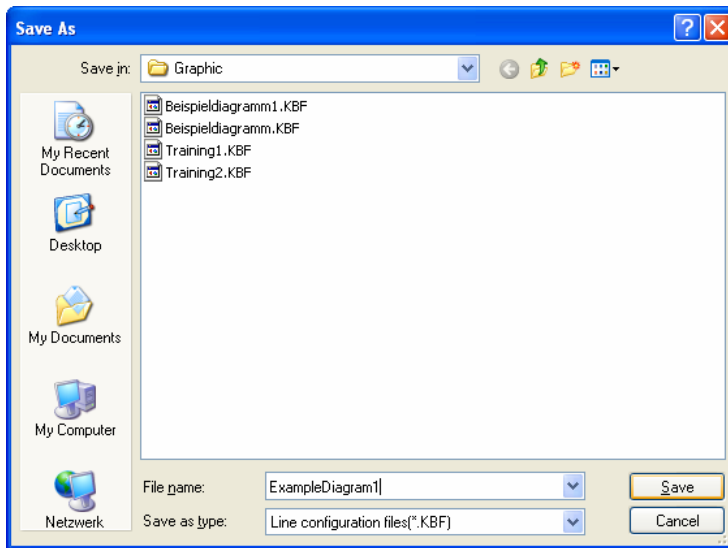 Save As
Save in:
Graphic
My Recent
Documents
Desktop
My Documents
My Computer
Netzwerk
Beispieldiagramm1.KBF
Beispieldiagramm.KBF
Training1.KBF
Training2.KBF
File name:
ExampleDiagram1
Save
Save as type:
Line configuration files(*.KBF)
Cancel